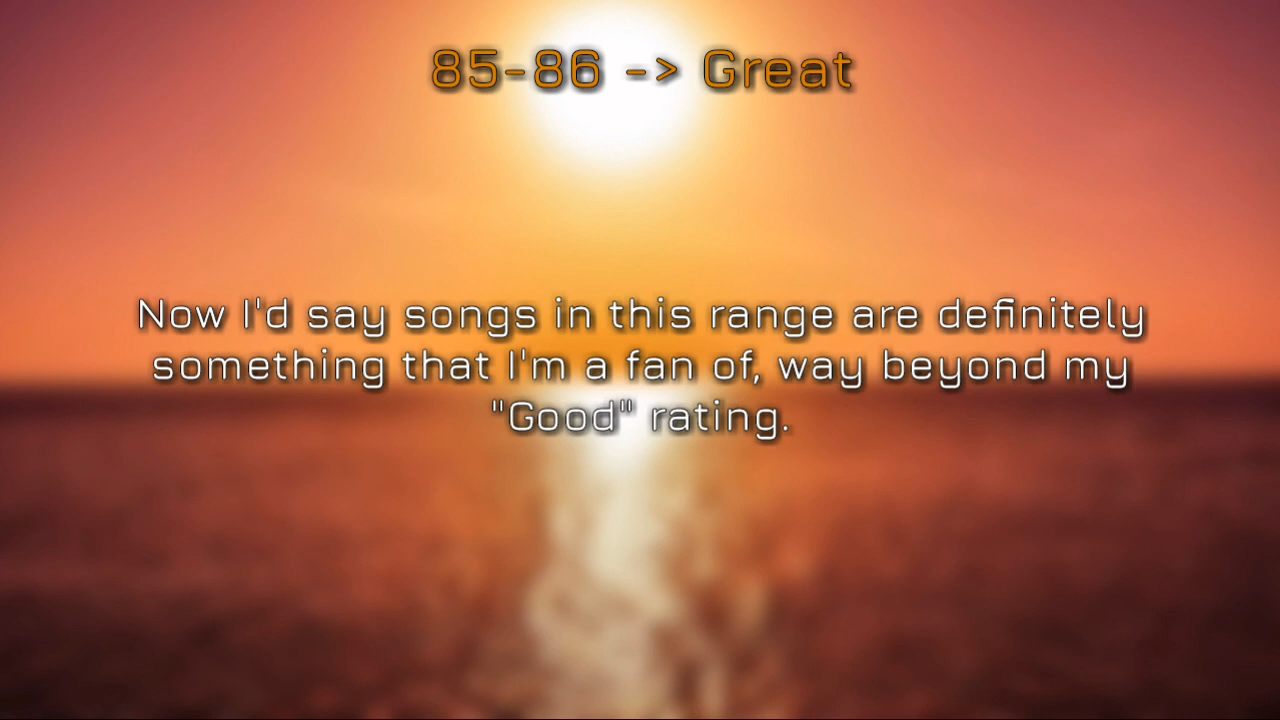 85-86 -> Great
Now I'd say songs in this range are definitely
something that I'm a fan of, way beyond my
"Good" rating.